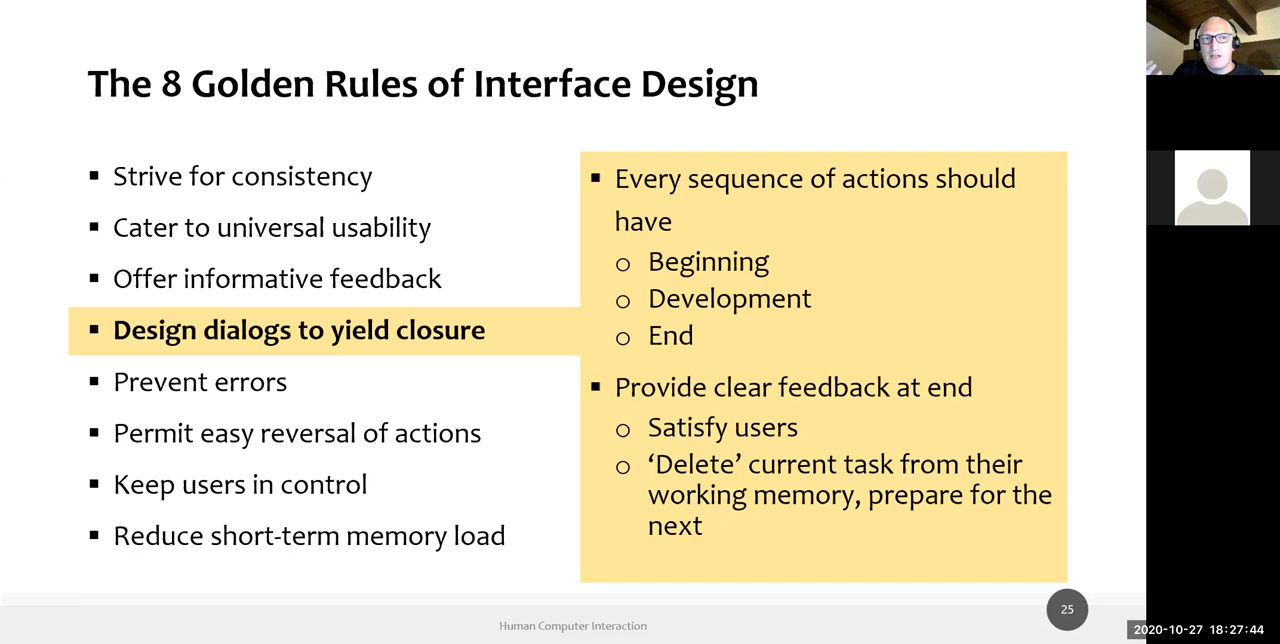 The 8 Golden Rules of Interface Design
▪ Strive for consistency
▪ Cater to universal usability
▪ Offer informative feedback
▪ Design dialogs to yield closure
▪ Prevent errors
▪ Permit easy reversal of actions
▪ Keep users in control
▪ Reduce short-term memory load
▪ Every sequence of actions should
have
o Beginning
o Development
o End
▪ Provide clear feedback at end
o Satisfy users
o ‘Delete’ current task from their
working memory, prepare for the
next
Human Computer Interaction
25
2020-10-27 18:27:44